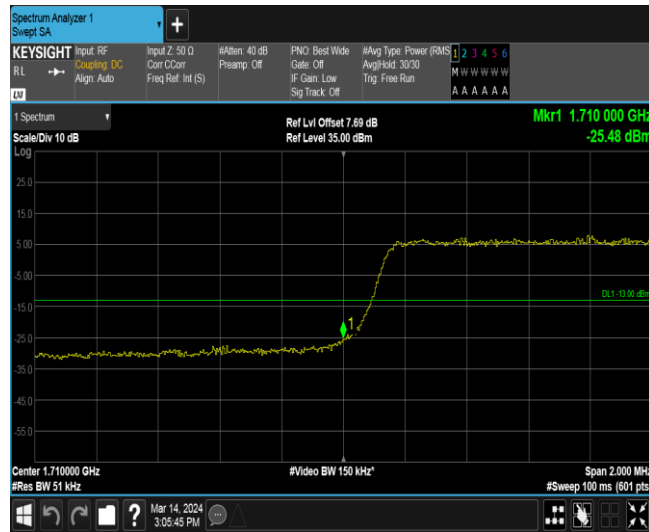 Spectrum Analyzer 1
Swept SA
+
KEYSIGHT
RL
LXI
Input: RF
Coupling: DC
Align: Auto
Input Z: 50 Ω
Corr CCorr
Freq Ref: Int (S)
#Atten: 40 dB
Preamp: Off
PNO: Best Wide
Gate: Off
IF Gain: Low
Sig Track: Off
#Avg Type: Power (RMS
Avg|Hold: 30/30
Trig: Free Run
1 2 3 4 5 6
M W W W W W
A A A A A A
1 Spectrum
Scale/Div 10 dB
Log
Ref Lvl Offset 7.69 dB
Ref Level 35.00 dBm
Mkr1 1.710 000 GHz
-25.48 dBm
25.0
15.0
5.00
-5.00
-15.0
-25.0
-35.0
-45.0
-55.0
DL1 -13.00 dBm
1
Center 1.710000 GHz
#Res BW 51 kHz
#Video BW 150 kHz*
Span 2.000 MHz
#Sweep 100 ms (601 pts
?
Mar 14, 2024
3:05:45 PM